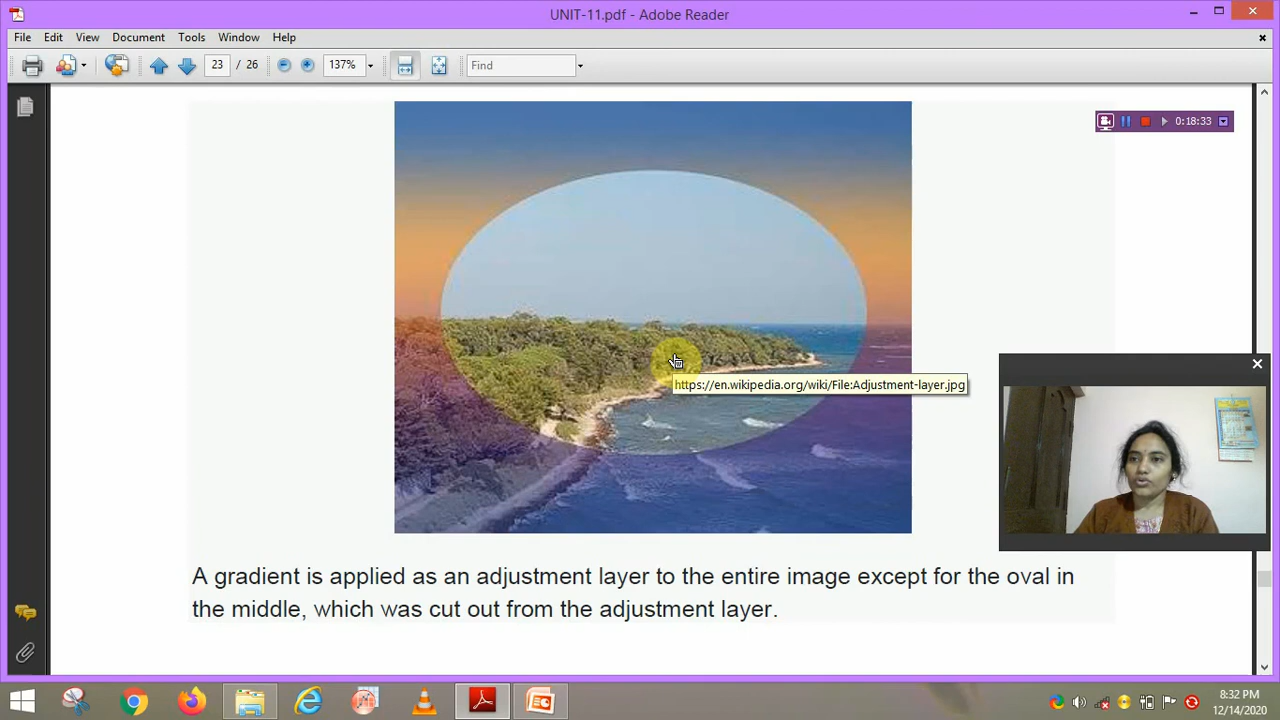 UNIT-11.pdf - Adobe Reader
File Edit View Document Tools Window Help
23 / 26 137% Find
0:18:33
https://en.wikipedia.org/wiki/File:Adjustment-layer.jpg
A gradient is applied as an adjustment layer to the entire image except for the oval in
the middle, which was cut out from the adjustment layer.
8:32 PM
12/14/2020